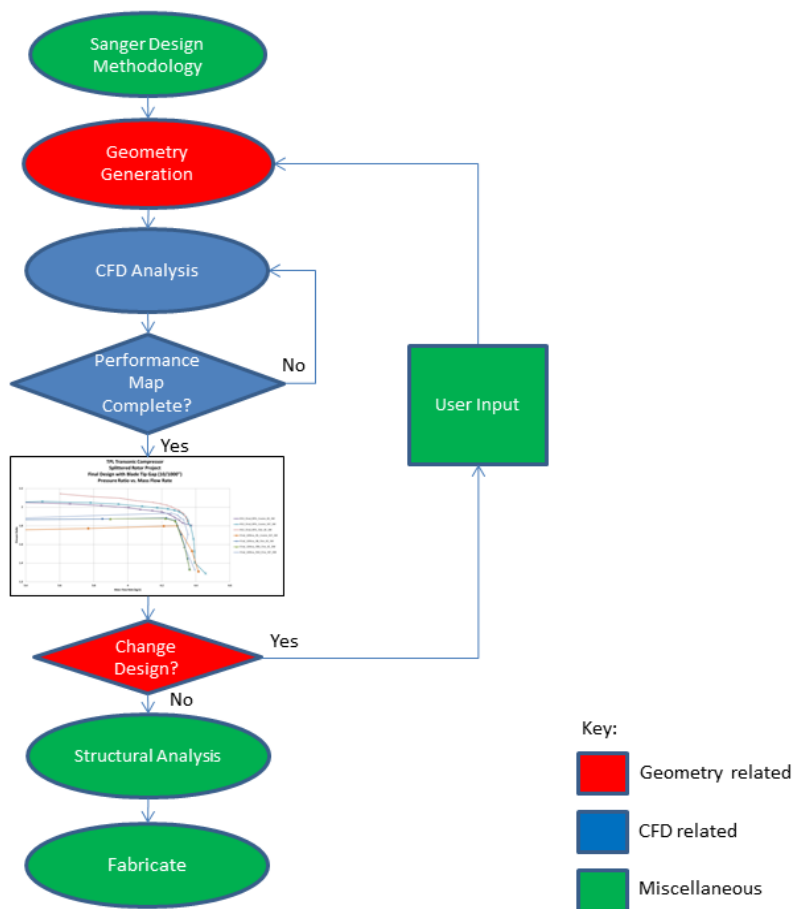 Sanger Design
Methodology
Geometry
Generation
CFD Analysis
Performance
Map
Complete?
No
User Input
Yes
TPL Transonic Compressor
Splittered Rotor Project
Final Design with Blade Tip Gap
Pressure Ratio vs. Mass Flow Rate
Change
Design?
Yes
No
Structural Analysis
Fabricate
Key:
Geometry related
CFD related
Miscellaneous